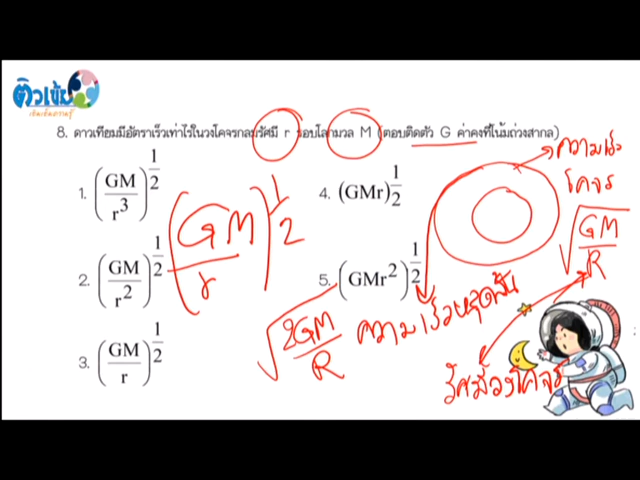 ติวเข้ม
เข้มเข้มความรู้
8. ดาวเทียมมีอัตราเร็วเท่าไรในวงโคจรกลมรัศมี r รอบโลกมวล M (ตอบติดตัว G ค่าคงที่โน้มถ่วงสากล)
ความเร็ว
โคจร
√(GM/R)
1. (GM/r³)^(1/2)
4. (GMr)^(1/2)
(GM/r)^(1/2)
2. (GM/r²)^(1/2)
5. (GMr²)^(1/2)
√(2GM/R) ความเร็วหลุดพ้น
3. (GM/r)^(1/2)
รัศมีวงโคจร